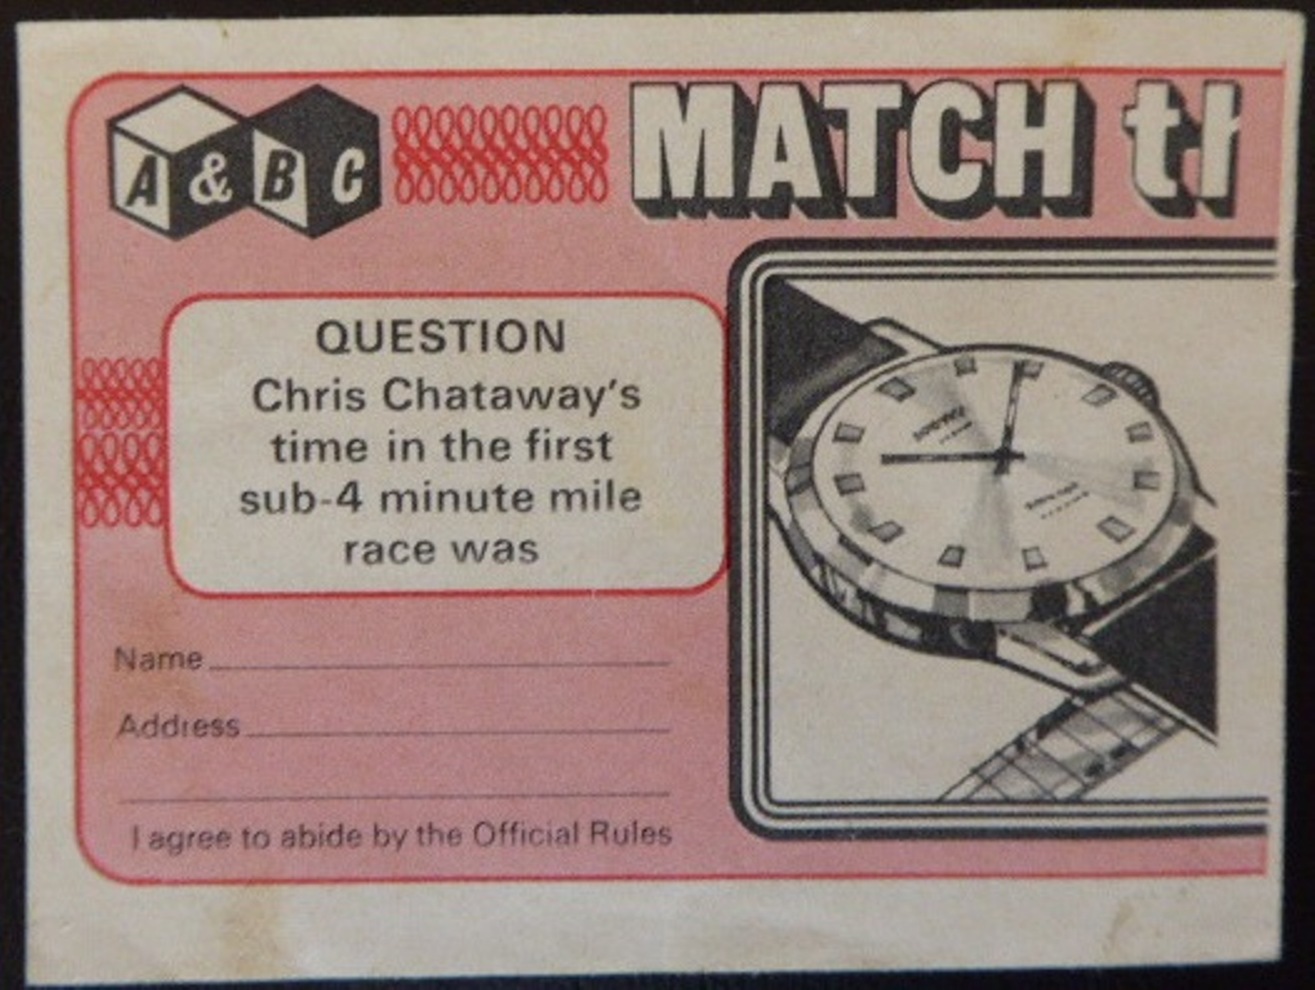 A & B C
MATCH ti
QUESTION
Chris Chataway's
time in the first
sub-4 minute mile
race was
Name
Address
I agree to abide by the Official Rules